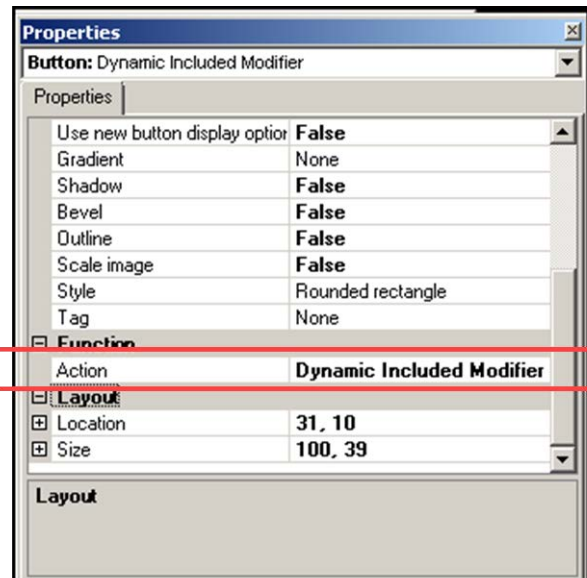 Properties
Button: Dynamic Included Modifier
Properties
Use new button display option False
Gradient None
Shadow False
Bevel False
Outline False
Scale image False
Style Rounded rectangle
Tag None
Function
Action Dynamic Included Modifier
Layout
Location 31, 10
Size 100, 39
Layout